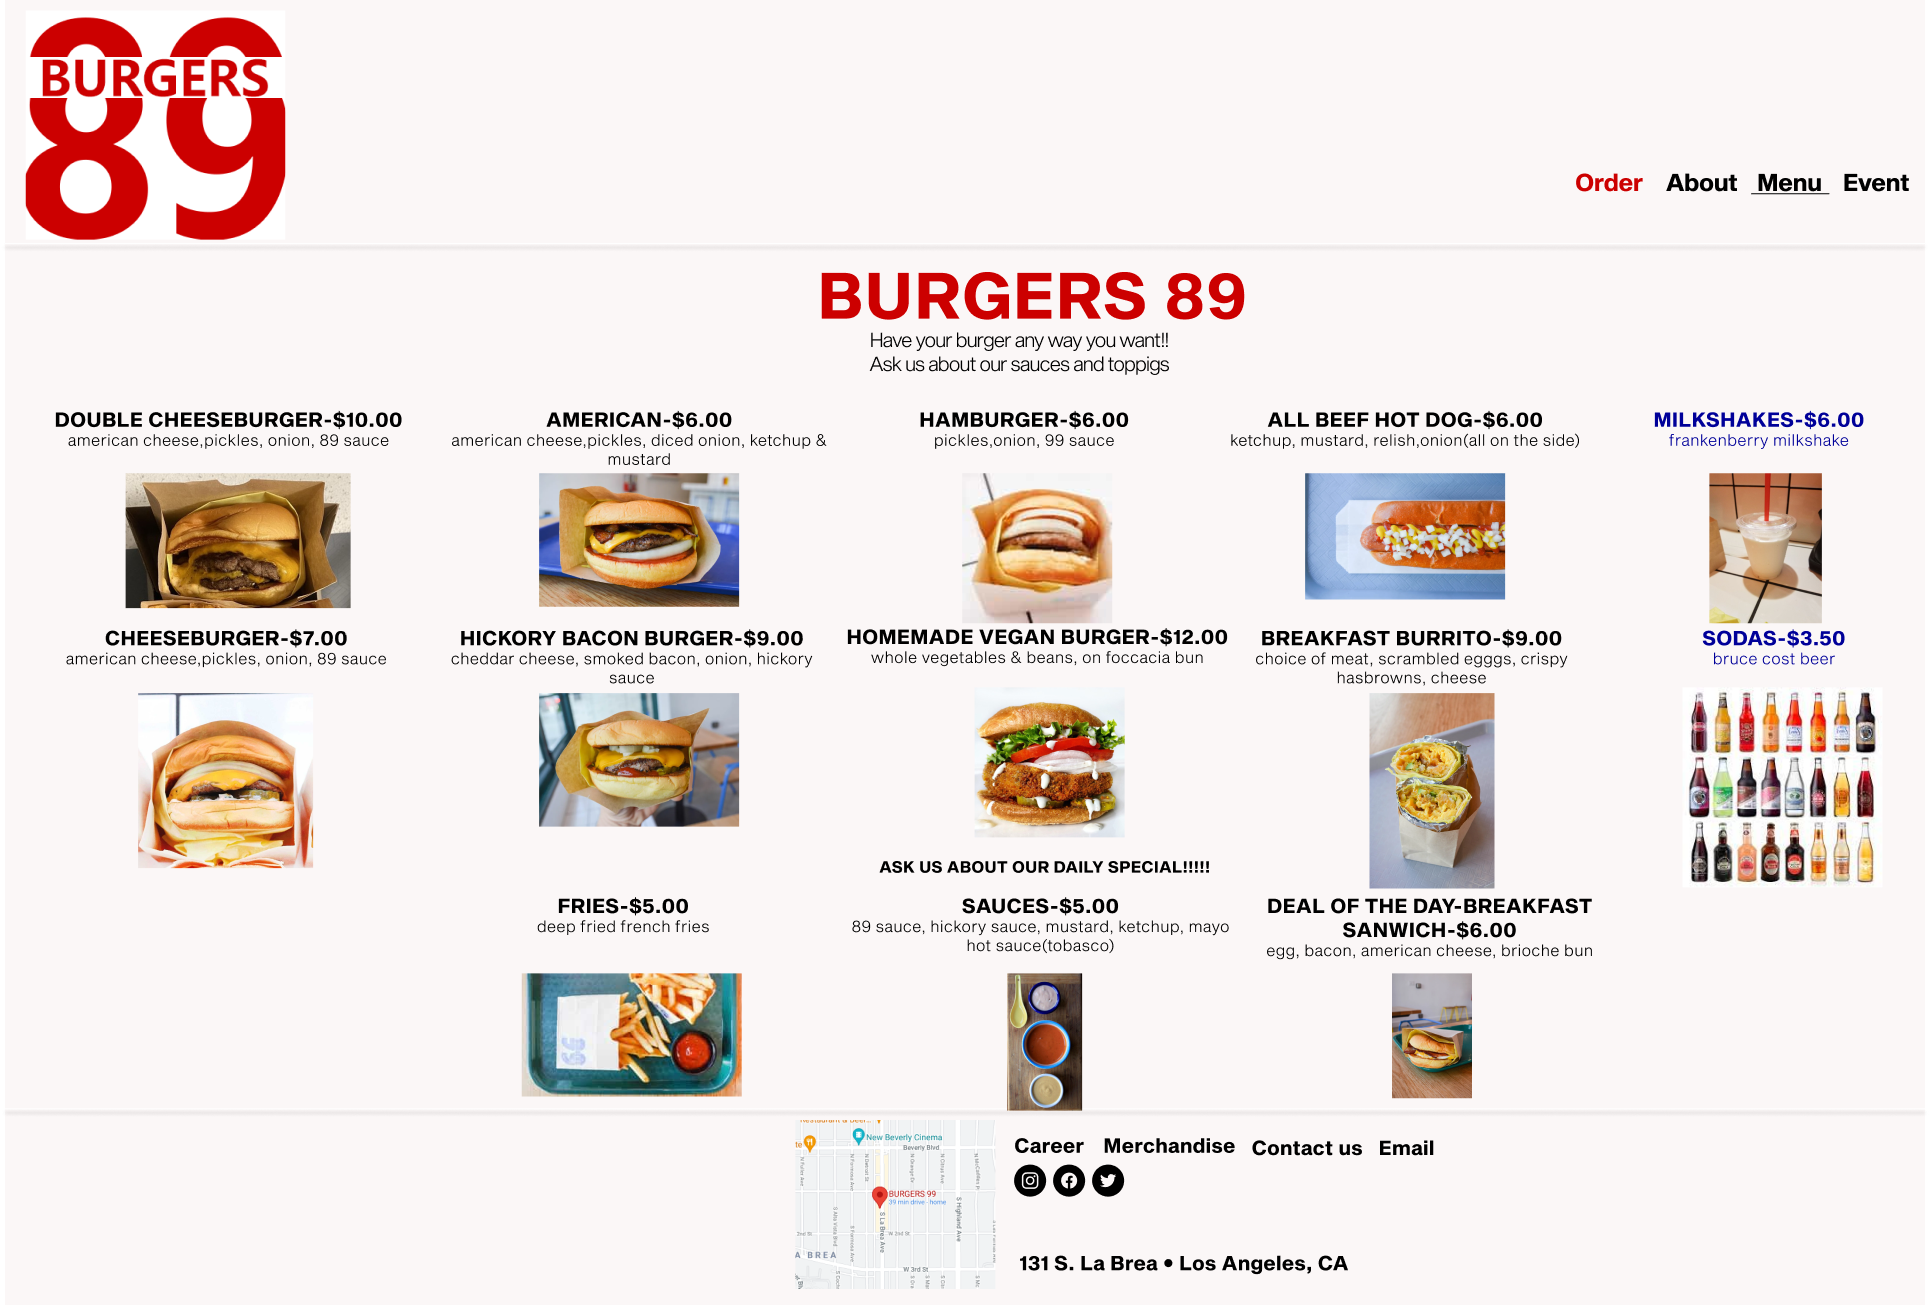 BURGERS
89
Order About Menu Event
BURGERS 89
Have your burger any way you want!!
Ask us about our sauces and toppigs
DOUBLE CHEESEBURGER-$10.00
american cheese,pickles, onion, 89 sauce
AMERICAN-$6.00
american cheese,pickles, diced onion, ketchup &
mustard
HAMBURGER-$6.00
pickles,onion, 99 sauce
ALL BEEF HOT DOG-$6.00
ketchup, mustard, relish,onion(all on the side)
MILKSHAKES-$6.00
frankenberry milkshake
CHEESEBURGER-$7.00
american cheese,pickles, onion, 89 sauce
HICKORY BACON BURGER-$9.00
cheddar cheese, smoked bacon, onion, hickory
sauce
HOMEMADE VEGAN BURGER-$12.00
whole vegetables & beans, on foccacia bun
BREAKFAST BURRITO-$9.00
choice of meat, scrambled egggs, crispy
hasbrowns, cheese
SODAS-$3.50
bruce cost beer
ASK US ABOUT OUR DAILY SPECIAL!!!!!
FRIES-$5.00
deep fried french fries
SAUCES-$5.00
89 sauce, hickory sauce, mustard, ketchup, mayo
hot sauce(tobasco)
DEAL OF THE DAY-BREAKFAST
SANWICH-$6.00
egg, bacon, american cheese, brioche bun
New Beverly Cinema
Beverly Blvd
BURGERS 99
39 min drive - home
S La Brea Ave
S Highland Ave
W 2nd St
2nd St
A BREA
W 3rd St
Career Merchandise Contact us Email
131 S. La Brea • Los Angeles, CA